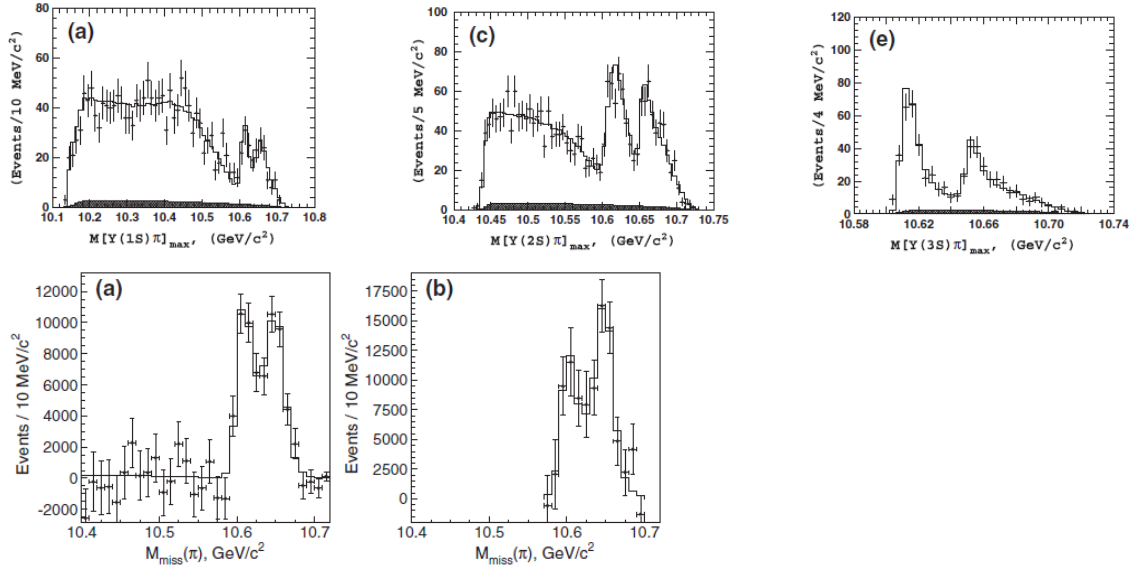 (a)
(Events/10 MeV/c²)
60
40
20
0
10.1 10.2 10.3 10.4 10.5 10.6 10.7 10.8
M[Y(1S)π]max, (GeV/c²)
(c)
(Events/5 MeV/c²)
100
80
60
40
20
0
10.4 10.45 10.5 10.55 10.6 10.65 10.7 10.75
M[Y(2S)π]max, (GeV/c²)
(e)
(Events/4 MeV/c²)
120
100
80
60
40
20
0
10.58 10.62 10.66 10.70 10.74
M[Y(3S)π]max, (GeV/c²)
(a)
Events / 10 MeV/c²
12000
10000
8000
6000
4000
2000
0
-2000
10.4 10.5 10.6 10.7
Mmiss(π), GeV/c²
(b)
Events / 10 MeV/c²
17500
15000
12500
10000
7500
5000
2500
0
10.4 10.5 10.6 10.7
Mmiss(π), GeV/c²